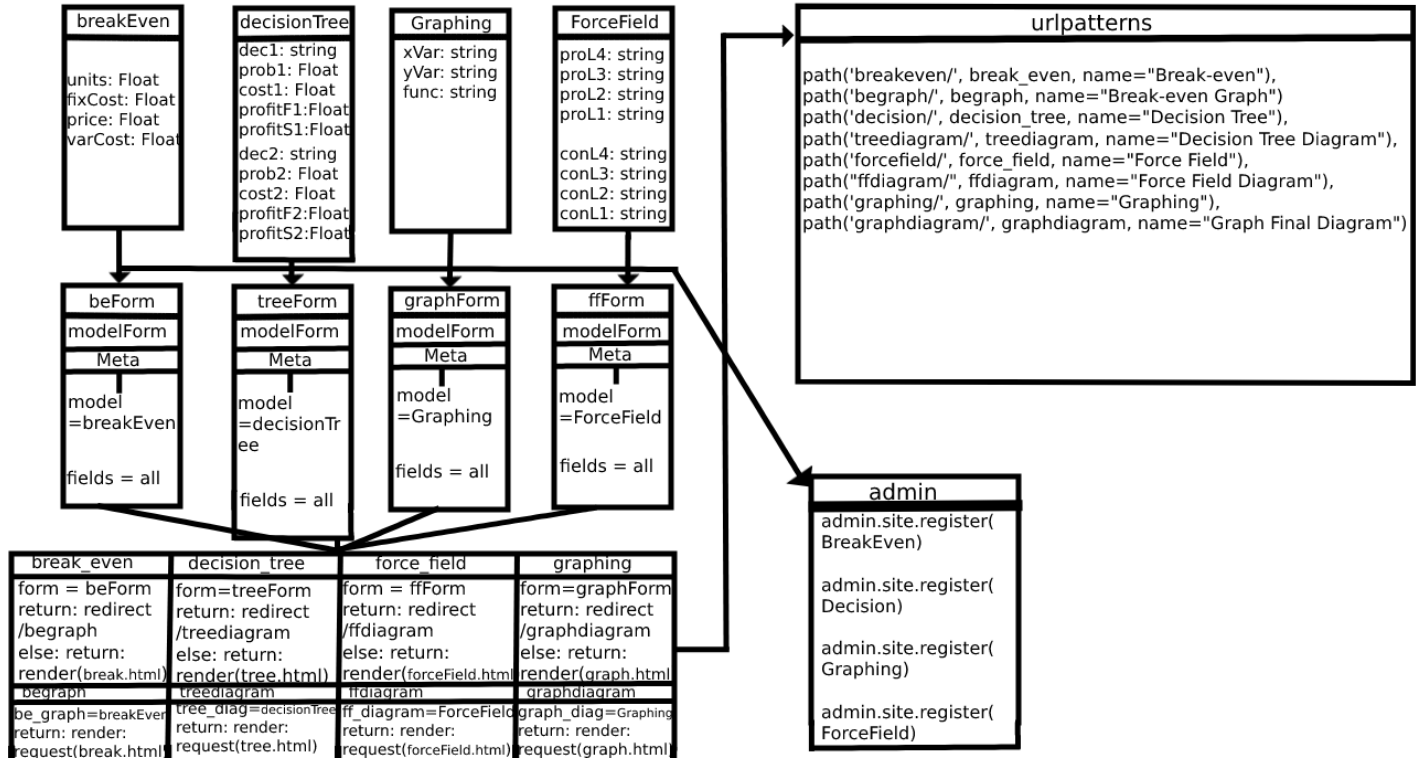 breakEven
units: Float
fixCost: Float
price: Float
varCost: Float
decisionTree
dec1: string
prob1: Float
cost1: Float
profitF1:Float
profitS1:Float
dec2: string
prob2: Float
cost2: Float
profitF2:Float
profitS2:Float
Graphing
xVar: string
yVar: string
func: string
ForceField
proL4: string
proL3: string
proL2: string
proL1: string
conL4: string
conL3: string
conL2: string
conL1: string
urlpatterns
path('breakeven/', break_even, name="Break-even"),
path('begraph/', begraph, name="Break-even Graph")
path('decision/', decision_tree, name="Decision Tree"),
path('treediagram/', treediagram, name="Decision Tree Diagram"),
path('forcefield/', force_field, name="Force Field"),
path("ffdiagram/", ffdiagram, name="Force Field Diagram"),
path('graphing/', graphing, name="Graphing"),
path('graphdiagram/', graphdiagram, name="Graph Final Diagram")
beForm
modelForm
Meta
model
=breakEven
fields = all
treeForm
modelForm
Meta
model
=decisionTr
ee
fields = all
graphForm
modelForm
Meta
model
=Graphing
fields = all
ffForm
modelForm
Meta
model
=ForceField
fields = all
admin
admin.site.register(
BreakEven)
admin.site.register(
Decision)
admin.site.register(
Graphing)
admin.site.register(
ForceField)
break_even
form = beForm
return: redirect
/begraph
else: return:
render(break.html)
decision_tree
form=treeForm
return: redirect
/treediagram
else: return:
render(tree.html)
force_field
form = ffForm
return: redirect
/ffdiagram
else: return:
render(forceField.html
graphing
form=graphForm
return: redirect
/graphdiagram
else: return:
render(graph.html
begraph
be_graph=breakEven
return: render:
request(break.html)
treediagram
tree_diag=decisionTree
return: render:
request(tree.html)
ffdiagram
ff_diagram=ForceField
return: render:
request(forceField.html)
graphdiagram
graph_diag=Graphing
return: render:
request(graph.html)